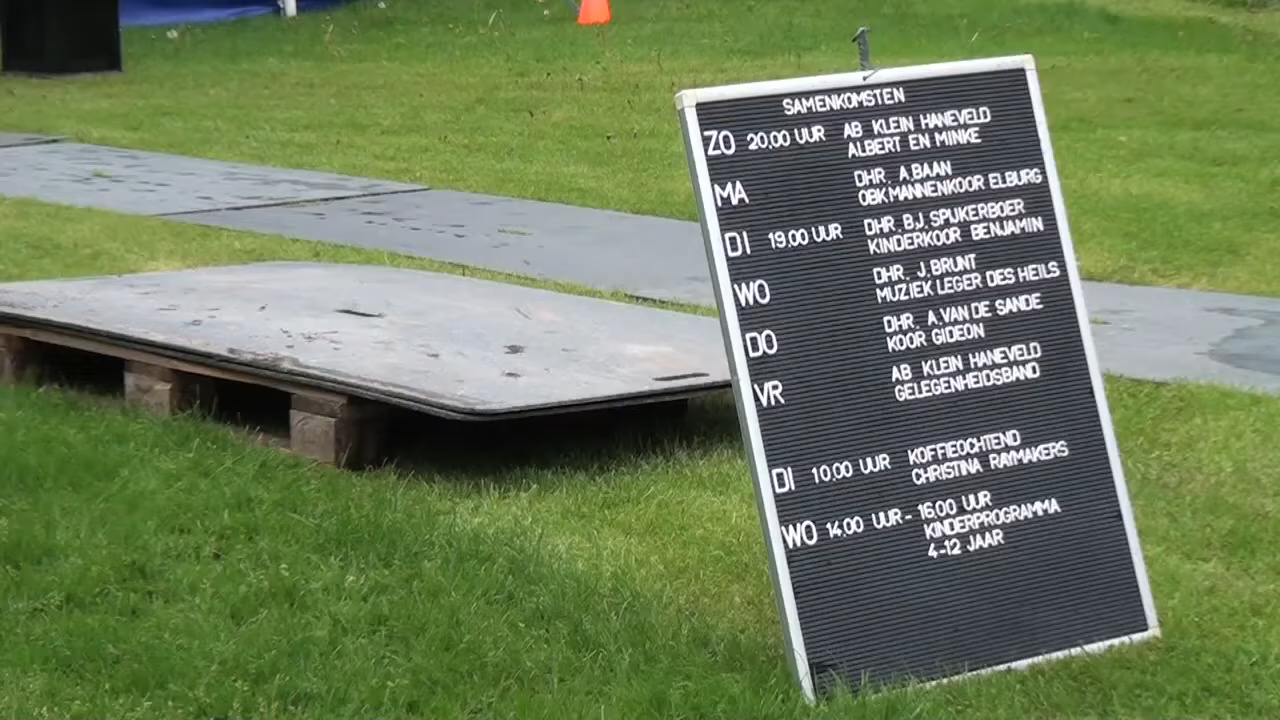 SAMENKOMSTEN
ZO 20.00 UUR AB KLEIN HANEVELD
ALBERT EN MINKE
MA DHR. A.BAAN
OBK MANNENKOOR ELBURG
DI 19.00 UUR DHR. B.J. SPIJKERBOER
KINDERKOOR BENJAMIN
WO DHR. J.BRUNT
MUZIEK LEGER DES HEILS
DO DHR. A.VAN DE SANDE
KOOR GIDEON
VR AB KLEIN HANEVELD
GELEGENHEIDSBAND
DI 10.00 UUR KOFFIEOCHTEND
CHRISTINA RAYMAKERS
WO 14.00 UUR - 16.00 UUR
KINDERPROGRAMMA
4-12 JAAR